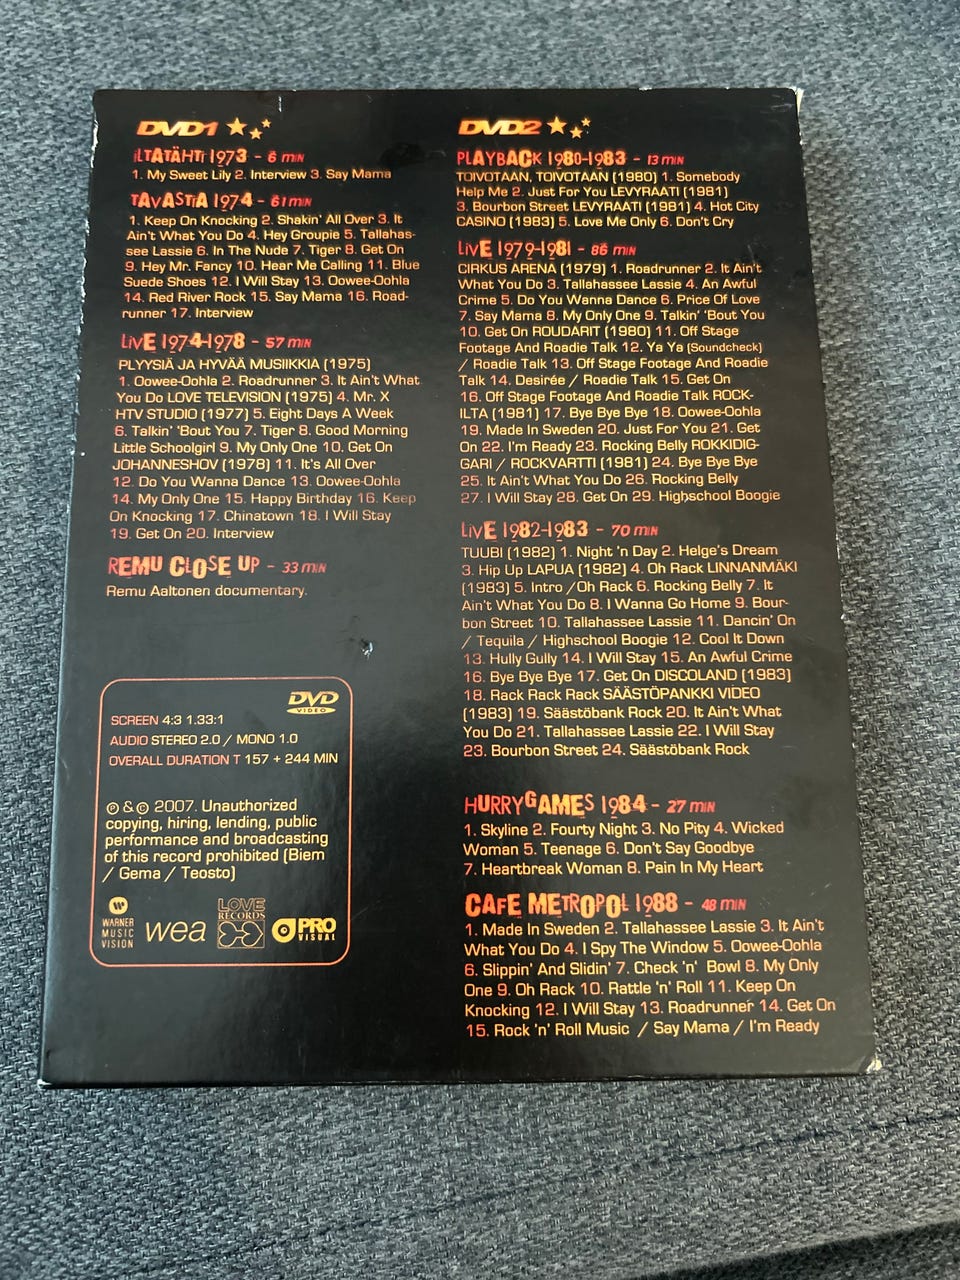 DVD1
ILTATÄHTI 1973 - 6 MIN
1. My Sweet Lily 2. Interview 3. Say Mama
TAVASTIA 1974 - 61 MIN
1. Keep On Knocking 2. Shakin' All Over 3. It
Ain't What You Do 4. Hey Groupie 5. Tallahas-
see Lassie 6. In The Nude 7. Tiger 8. Get On
9. Hey Mr. Fancy 10. Hear Me Calling 11. Blue
Suede Shoes 12. I Will Stay 13. Oowee-Oohla
14. Red River Rock 15. Say Mama 16. Road-
runner 17. Interview
LIVE 1974-1978 - 57 MIN
PLYYSIÄ JA HYVÄÄ MUSIIKKIA (1975)
1. Oowee-Oohla 2. Roadrunner 3. It Ain't What
You Do LOVE TELEVISION (1975) 4. Mr. X
HTV STUDIO (1977) 5. Eight Days A Week
6. Talkin' 'Bout You 7. Tiger 8. Good Morning
Little Schoolgirl 9. My Only One 10. Get On
JOHANNESHOV (1978) 11. It's All Over
12. Do You Wanna Dance 13. Oowee-Oohla
14. My Only One 15. Happy Birthday 16. Keep
On Knocking 17. Chinatown 18. I Will Stay
19. Get On 20. Interview
REMU CLOSE UP - 33 MIN
Remu Aaltonen documentary.
DVD
VIDEO
SCREEN 4:3 1.33:1
AUDIO STEREO 2.0 / MONO 1.0
OVERALL DURATION T 157 + 244 MIN
℗ & © 2007. Unauthorized
copying, hiring, lending, public
performance and broadcasting
of this record prohibited (Biem
/ Gema / Teosto)
WARNER
MUSIC
VISION
wea
LOVE
RECORDS
PRO
VISUAL
DVD2
PLAYBACK 1980-1983 - 13 MIN
TOIVOTAAN, TOIVOTAAN (1980) 1. Somebody
Help Me 2. Just For You LEVYRAATI (1981)
3. Bourbon Street LEVYRAATI (1981) 4. Hot City
CASINO (1983) 5. Love Me Only 6. Don't Cry
LIVE 1979-1981 - 86 MIN
CIRKUS ARENA (1979) 1. Roadrunner 2. It Ain't
What You Do 3. Tallahassee Lassie 4. An Awful
Crime 5. Do You Wanna Dance 6. Price Of Love
7. Say Mama 8. My Only One 9. Talkin' 'Bout You
10. Get On ROUDARIT (1980) 11. Off Stage
Footage And Roadie Talk 12. Ya Ya (Soundcheck)
/ Roadie Talk 13. Off Stage Footage And Roadie
Talk 14. Desirée / Roadie Talk 15. Get On
16. Off Stage Footage And Roadie Talk ROCK-
ILTA (1981) 17. Bye Bye Bye 18. Oowee-Oohla
19. Made In Sweden 20. Just For You 21. Get
On 22. I'm Ready 23. Rocking Belly ROKKIDIG-
GARI / ROCKVARTTI (1981) 24. Bye Bye Bye
25. It Ain't What You Do 26. Rocking Belly
27. I Will Stay 28. Get On 29. Highschool Boogie
LIVE 1982-1983 - 70 MIN
TUUBI (1982) 1. Night 'n Day 2. Helge's Dream
3. Hip Up LAPUA (1982) 4. Oh Rack LINNANMÄKI
(1983) 5. Intro /Oh Rack 6. Rocking Belly 7. It
Ain't What You Do 8. I Wanna Go Home 9. Bour-
bon Street 10. Tallahassee Lassie 11. Dancin' On
/ Tequila / Highschool Boogie 12. Cool It Down
13. Hully Gully 14. I Will Stay 15. An Awful Crime
16. Bye Bye Bye 17. Get On DISCOLAND (1983)
18. Rack Rack Rack SÄÄSTÖPANKKI VIDEO
(1983) 19. Säästöbank Rock 20. It Ain't What
You Do 21. Tallahassee Lassie 22. I Will Stay
23. Bourbon Street 24. Säästöbank Rock
HURRYGAMES 1984 - 27 MIN
1. Skyline 2. Fourty Night 3. No Pity 4. Wicked
Woman 5. Teenage 6. Don't Say Goodbye
7. Heartbreak Woman 8. Pain In My Heart
CAFE METROPOL 1988 - 48 MIN
1. Made In Sweden 2. Tallahassee Lassie 3. It Ain't
What You Do 4. I Spy The Window 5. Oowee-Oohla
6. Slippin' And Slidin' 7. Check 'n' Bowl 8. My Only
One 9. Oh Rack 10. Rattle 'n' Roll 11. Keep On
Knocking 12. I Will Stay 13. Roadrunner 14. Get On
15. Rock 'n' Roll Music / Say Mama / I'm Ready